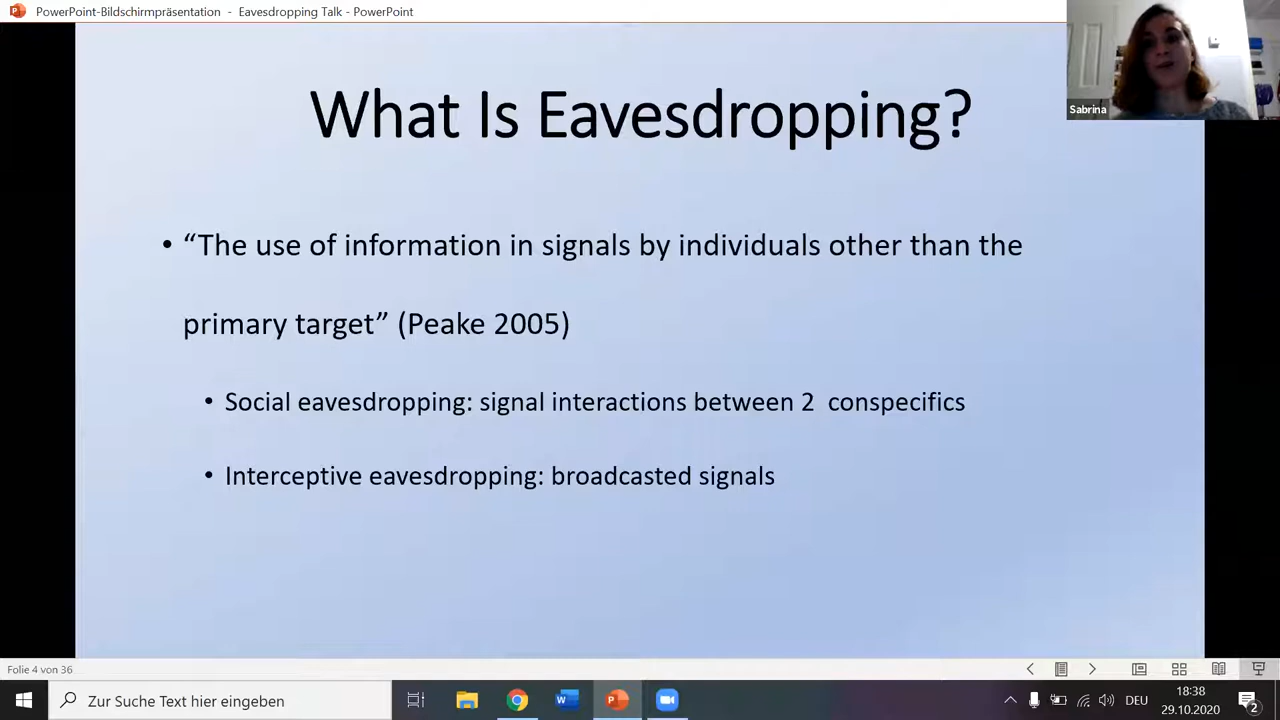 PowerPoint-Bildschirmpräsentation - Eavesdropping Talk - PowerPoint
Sabrina
What Is Eavesdropping?
• “The use of information in signals by individuals other than the
primary target” (Peake 2005)
• Social eavesdropping: signal interactions between 2 conspecifics
• Interceptive eavesdropping: broadcasted signals
Folie 4 von 36
Zur Suche Text hier eingeben
DEU
18:38
29.10.2020
2